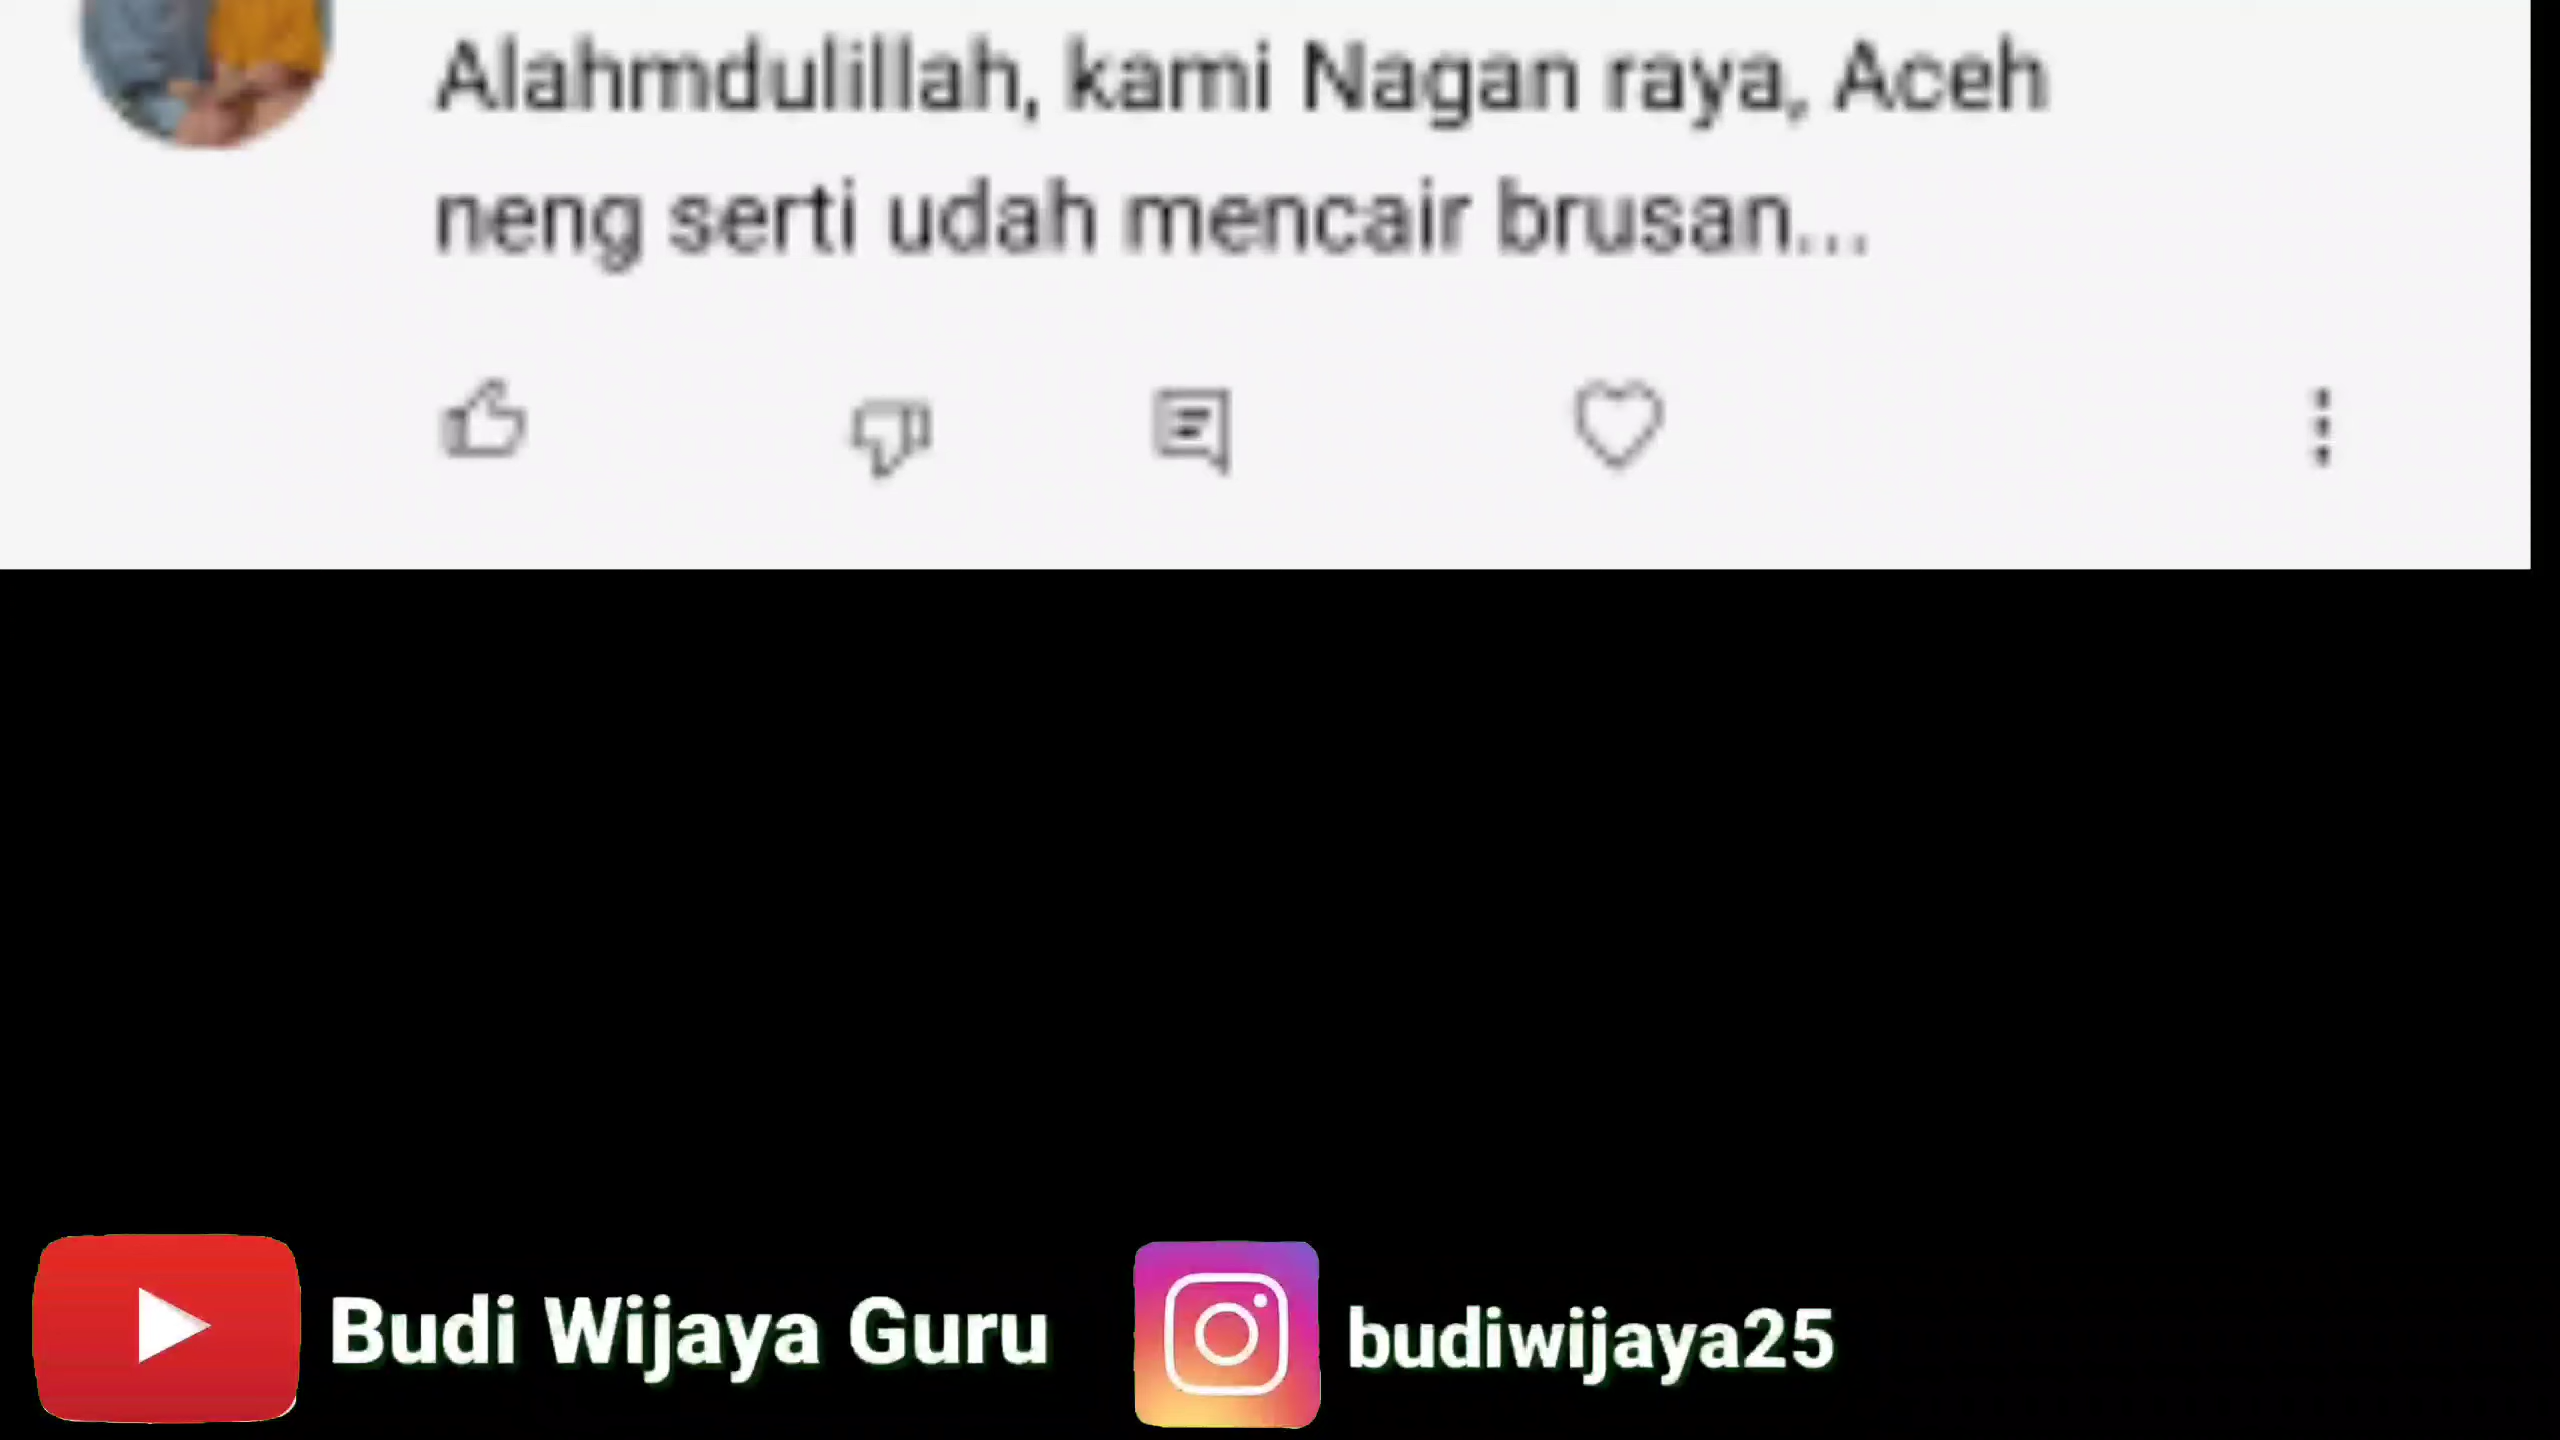 Alahmdulillah, kami Nagan raya, Aceh
neng serti udah mencair brusan...
Budi Wijaya Guru
budiwijaya25